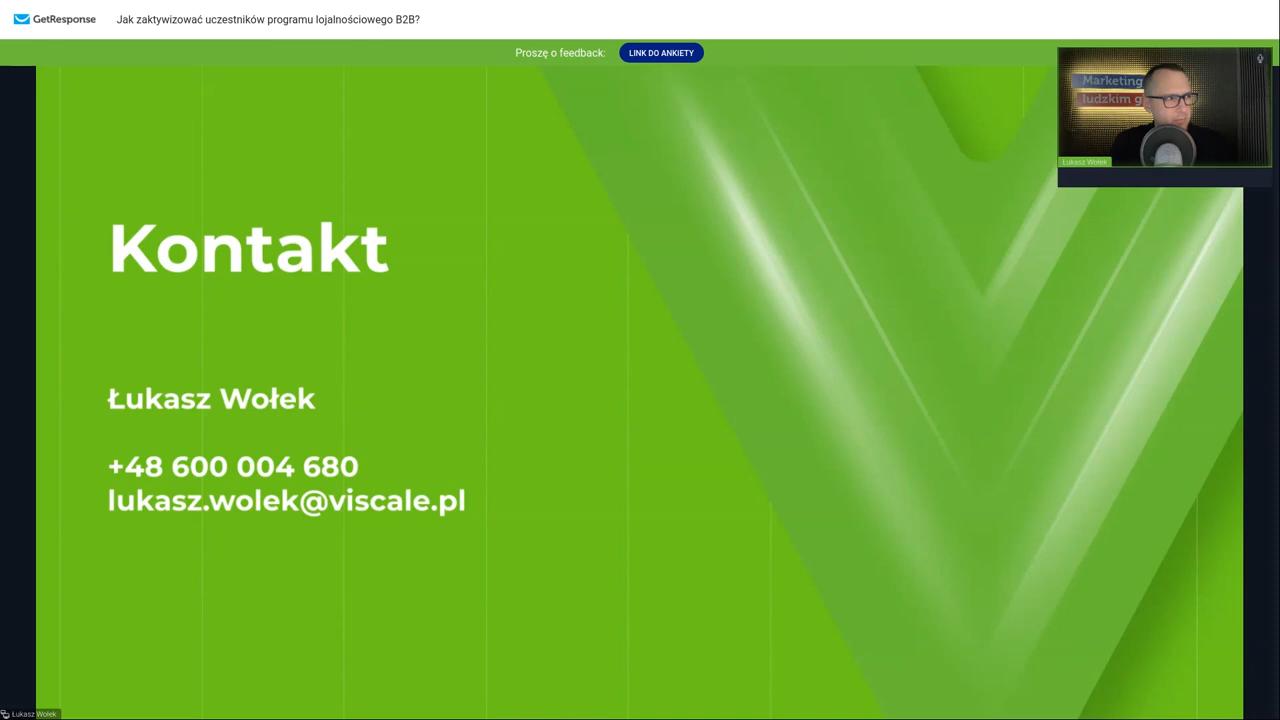 GetResponse
Jak zaktywizować uczestników programu lojalnościowego B2B?
Proszę o feedback:
LINK DO ANKIETY
Marketing
ludzkim g
Łukasz Wołek
Kontakt
Łukasz Wołek
+48 600 004 680
lukasz.wolek@viscale.pl
Łukasz Wołek